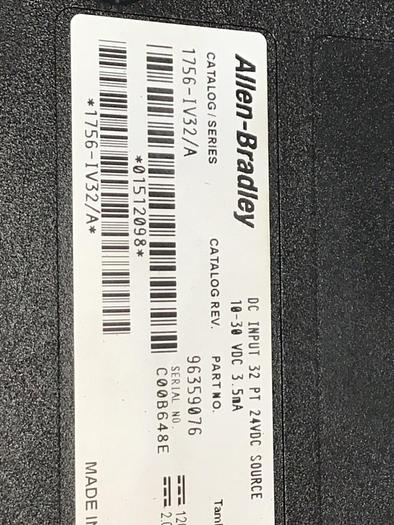 Allen-Bradley
DC INPUT 32 PT 24VDC SOURCE
10-30 VDC 3.5mA
CATALOG/SERIES CATALOG REV. PART NO.
1756-IV32/A 96359076
SERIAL NO.
*01512098* C00B648E
*1756-IV32/A*
MADE